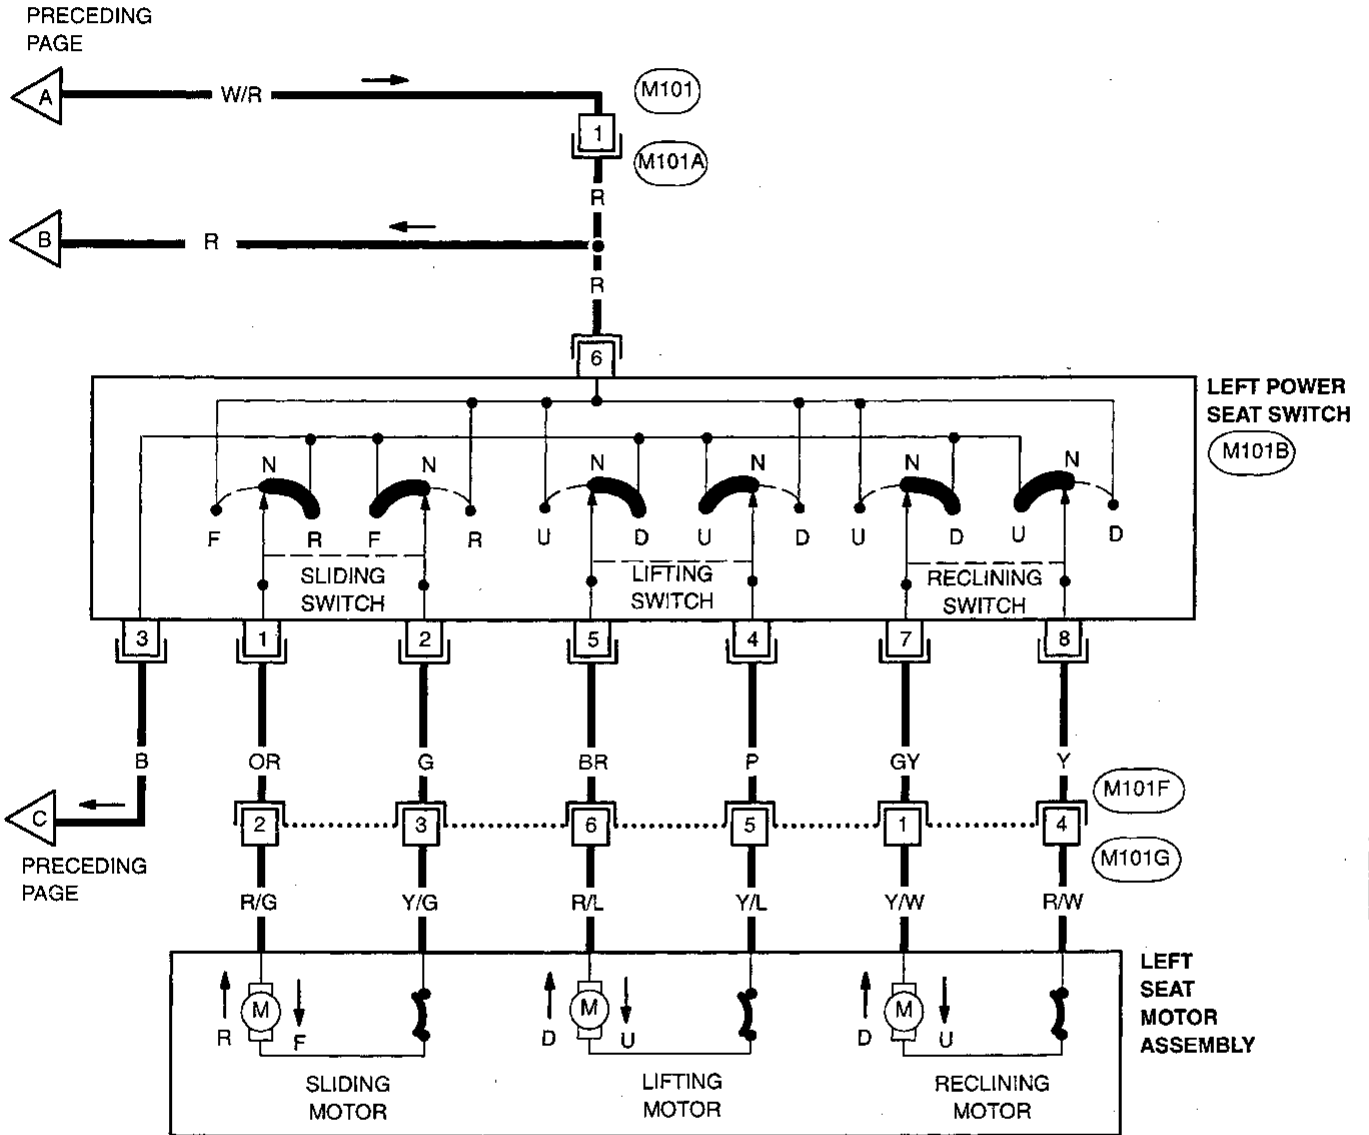 PRECEDING
PAGE
A
W/R
M101
1
M101A
R
B
R
R
6
LEFT POWER
SEAT SWITCH
M101B
N
N
N
N
N
N
F
R
F
R
U
D
U
D
U
D
U
D
SLIDING
SWITCH
LIFTING
SWITCH
RECLINING
SWITCH
3
1
2
5
4
7
8
B
OR
G
BR
P
GY
Y
M101F
C
2
3
6
5
1
4
PRECEDING
PAGE
M101G
R/G
Y/G
R/L
Y/L
Y/W
R/W
LEFT
SEAT
MOTOR
ASSEMBLY
R
M
F
D
M
U
D
M
U
SLIDING
MOTOR
LIFTING
MOTOR
RECLINING
MOTOR